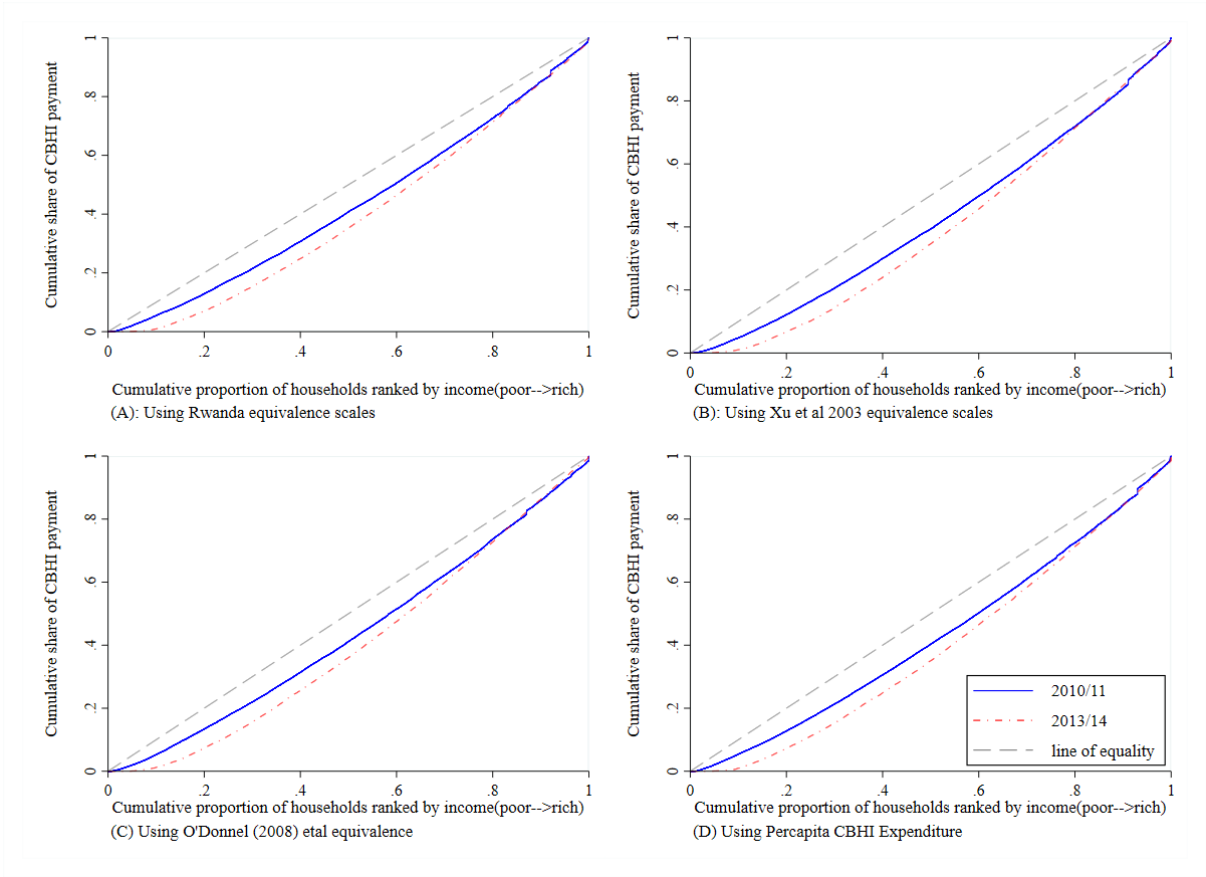 Cumulative share of CBHI payment
1
.8
.6
.4
.2
0
0 .2 .4 .6 .8 1
Cumulative proportion of households ranked by income(poor-->rich)
(A): Using Rwanda equivalence scales
Cumulative share of CBHI payment
1
.8
.6
.4
.2
0
0 .2 .4 .6 .8 1
Cumulative proportion of households ranked by income(poor-->rich)
(B): Using Xu et al 2003 equivalence scales
Cumulative share of CBHI payment
1
.8
.6
.4
.2
0
0 .2 .4 .6 .8 1
Cumulative proportion of households ranked by income(poor-->rich)
(C) Using O'Donnel (2008) etal equivalence
Cumulative share of CBHI payment
1
.8
.6
.4
.2
0
2010/11
2013/14
line of equality
0 .2 .4 .6 .8 1
Cumulative proportion of households ranked by income(poor-->rich)
(D) Using Percapita CBHI Expenditure